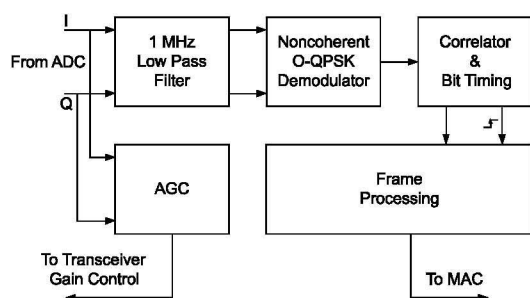 I
From ADC
Q
1 MHz
Low Pass
Filter
Noncoherent
O-QPSK
Demodulator
Correlator
&
Bit Timing
AGC
Frame
Processing
To Transceiver
Gain Control
To MAC